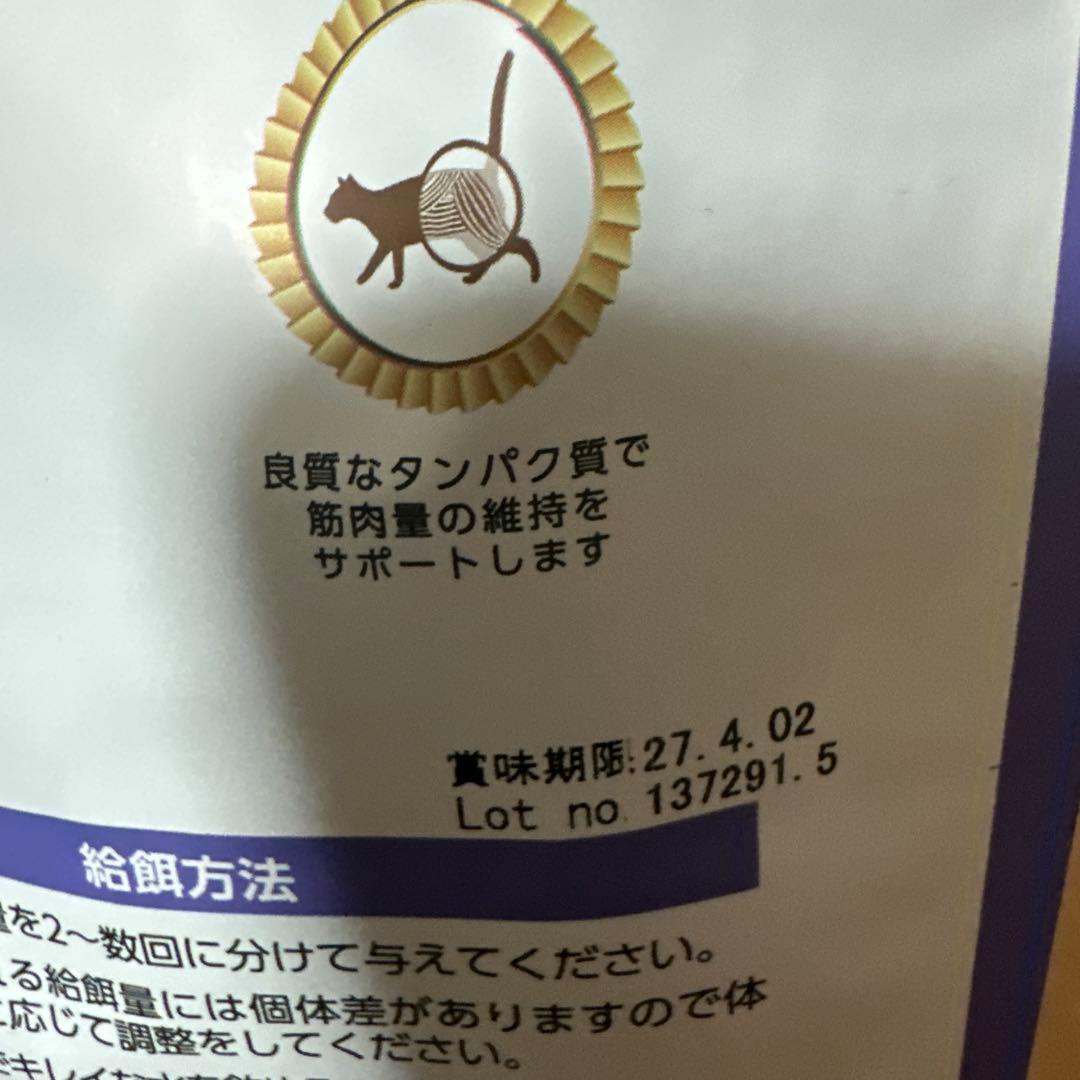 良質なタンパク質で
筋肉量の維持を
サポートします
賞味期限:27.4.02
Lot no. 137291.5
給餌方法
量を2～数回に分けて与えてください。
る給餌量には個体差がありますので体
に応じて調整をしてください。